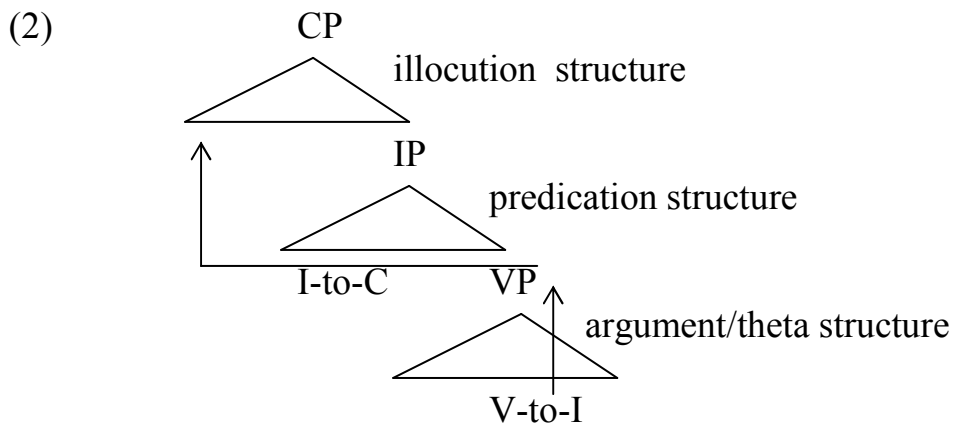 (2) CP
illocution structure
IP
predication structure
I-to-C VP
argument/theta structure
V-to-I